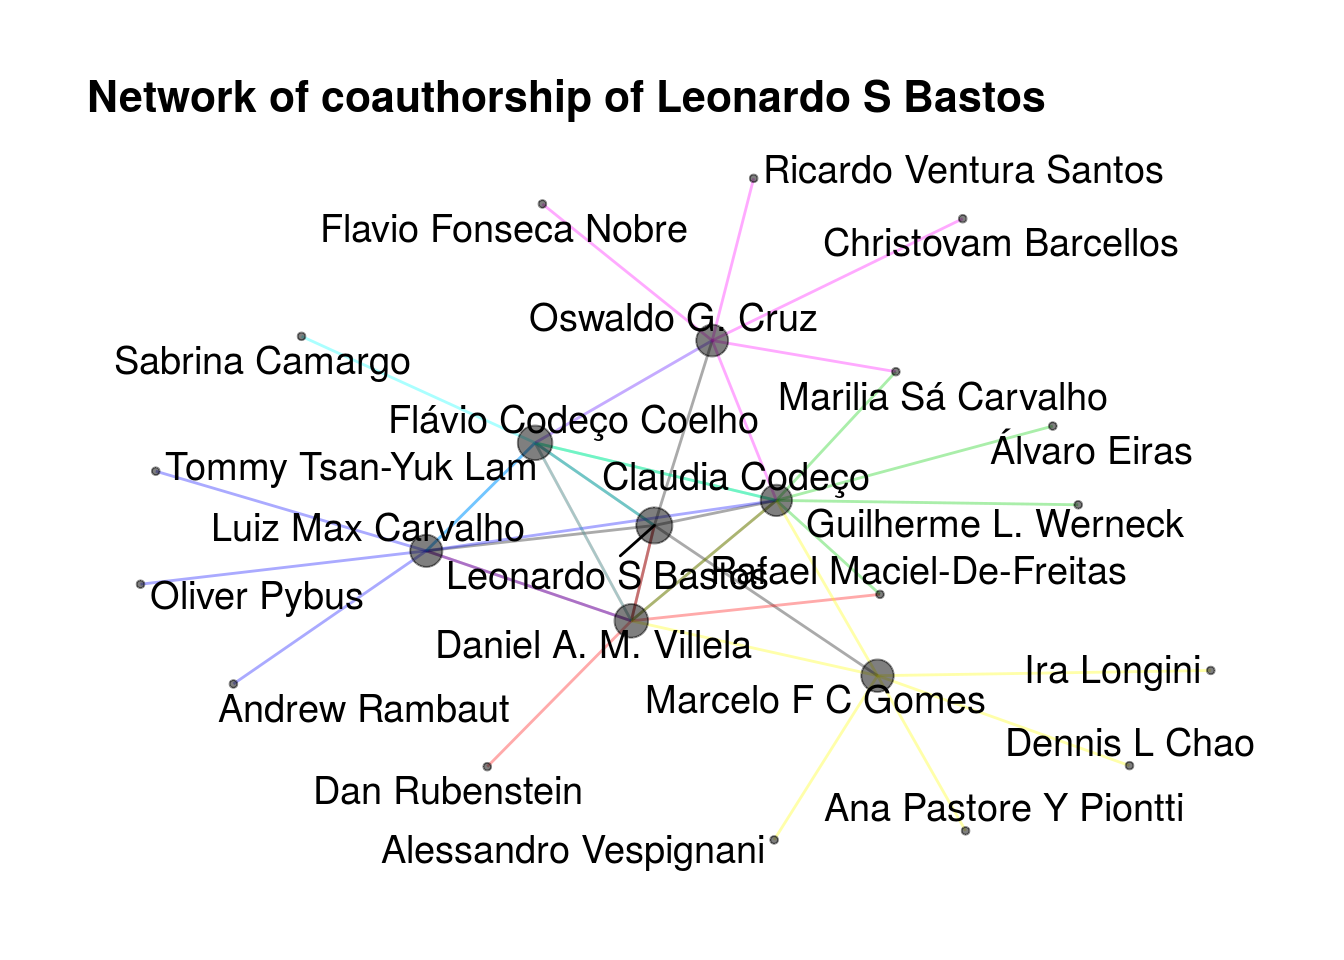 Network of coauthorship of Leonardo S Bastos
Ricardo Ventura Santos
Flavio Fonseca Nobre
Christovam Barcellos
Oswaldo G. Cruz
Sabrina Camargo
Marilia Sá Carvalho
Flávio Codeço Coelho
Álvaro Eiras
Tommy Tsan-Yuk Lam
Claudia Codeço
Luiz Max Carvalho
Guilherme L. Werneck
Leonardo S Bastos
Rafael Maciel-De-Freitas
Oliver Pybus
Daniel A. M. Villela
Ira Longini
Marcelo F C Gomes
Andrew Rambaut
Dennis L Chao
Dan Rubenstein
Ana Pastore Y Piontti
Alessandro Vespignani